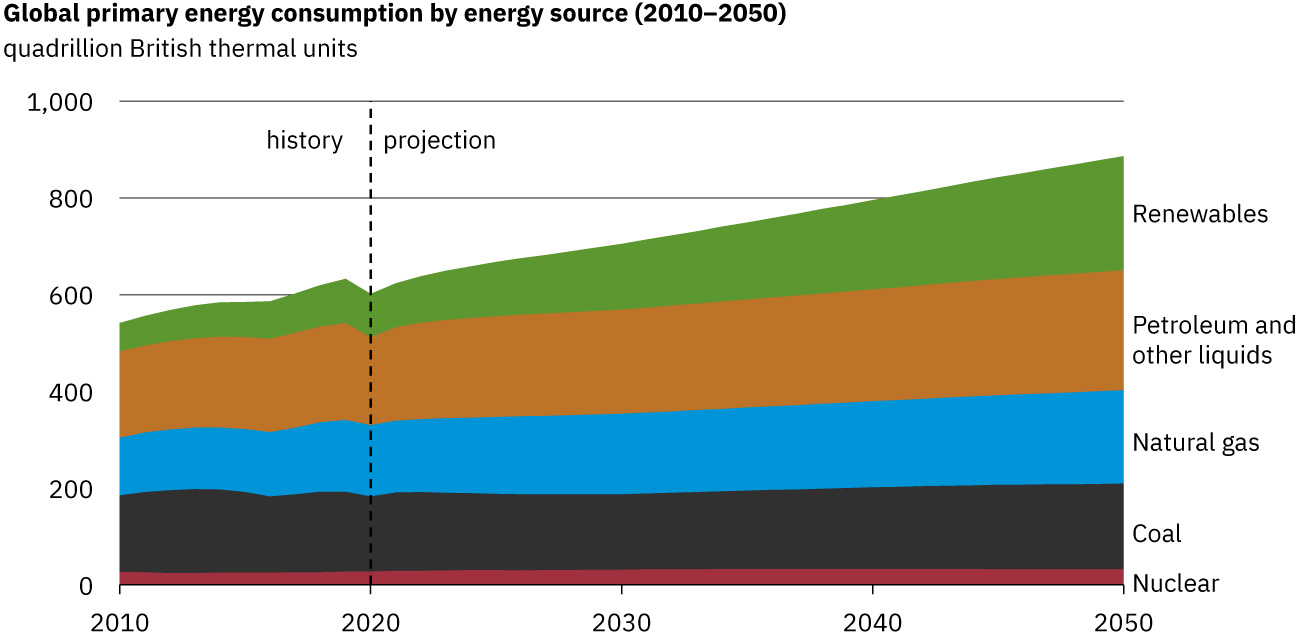 Global primary energy consumption by energy source (2010–2050)
quadrillion British thermal units
1,000
history
projection
800
Renewables
600
Petroleum and
other liquids
400
Natural gas
200
Coal
0
Nuclear
2010
2020
2030
2040
2050